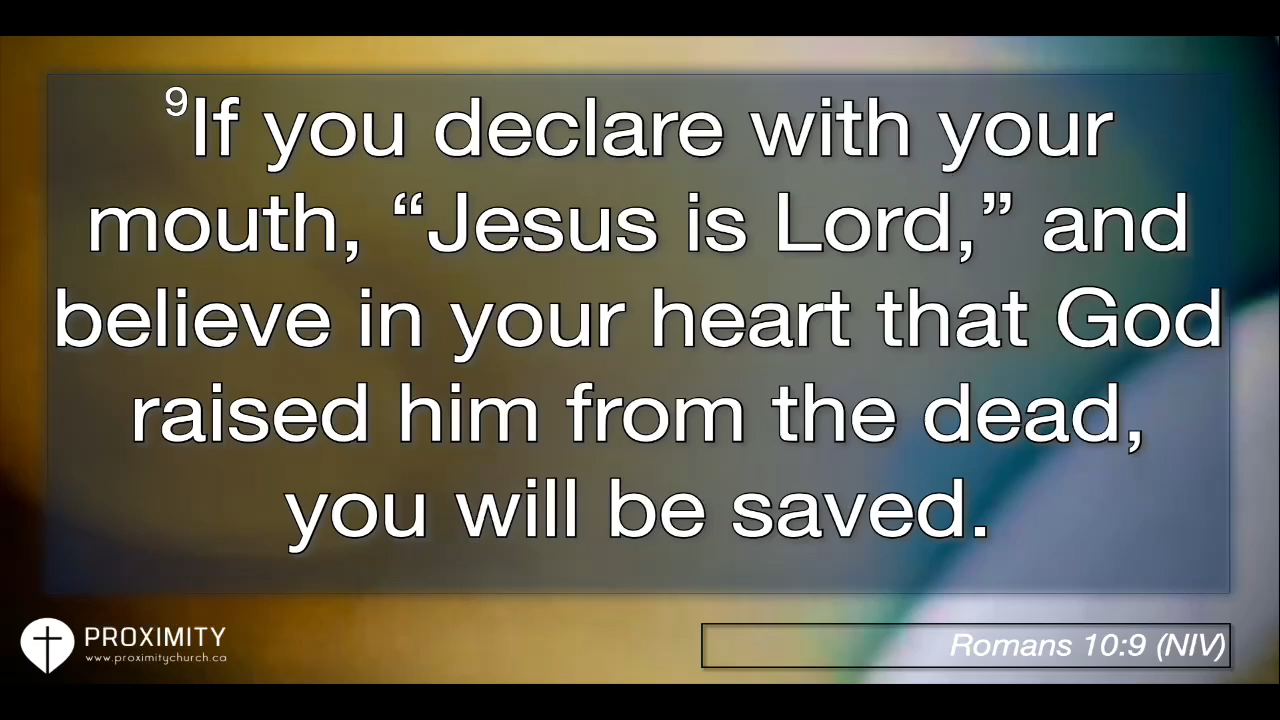 ⁹If you declare with your
mouth, “Jesus is Lord,” and
believe in your heart that God
raised him from the dead,
you will be saved.
PROXIMITY
www.proximitychurch.ca
Romans 10:9 (NIV)